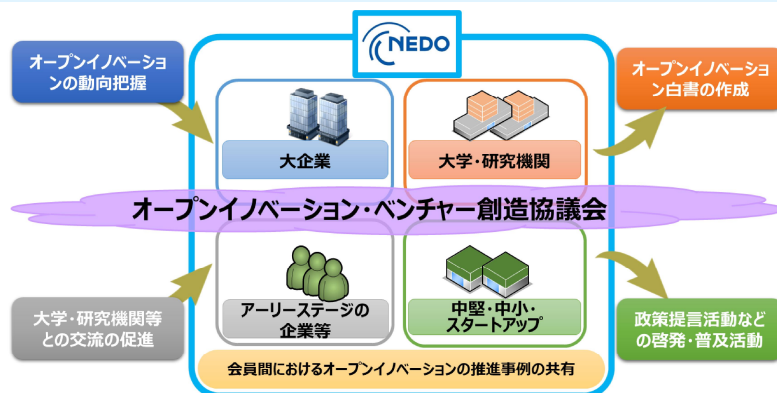 NEDO
オープンイノベーショ
ンの動向把握
オープンイノベーショ
ン白書の作成
大企業
大学・研究機関
オープンイノベーション・ベンチャー創造協議会
アーリーステージの
企業等
中堅・中小・
スタートアップ
大学・研究機関等
との交流の促進
政策提言活動など
の啓発・普及活動
会員間におけるオープンイノベーションの推進事例の共有